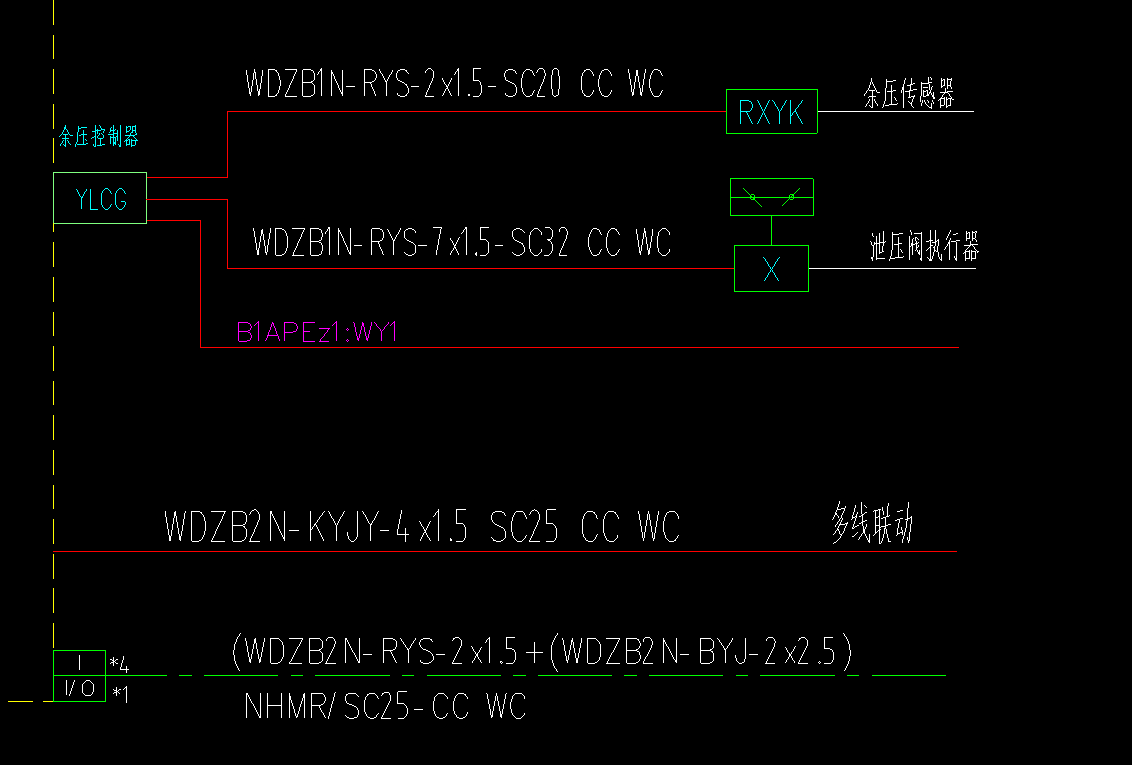 WDZB1N-RYS-2x1.5-SC20 CC WC
余压传感器
RXYK
余压控制器
YLCG
WDZB1N-RYS-7x1.5-SC32 CC WC
泄压阀执行器
X
B1APEz1:WY1
WDZB2N-KYJY-4x1.5 SC25 CC WC
多线联动
(WDZB2N-RYS-2x1.5+(WDZB2N-BYJ-2x2.5)
I *4
I/O *1
NHMR/SC25-CC WC